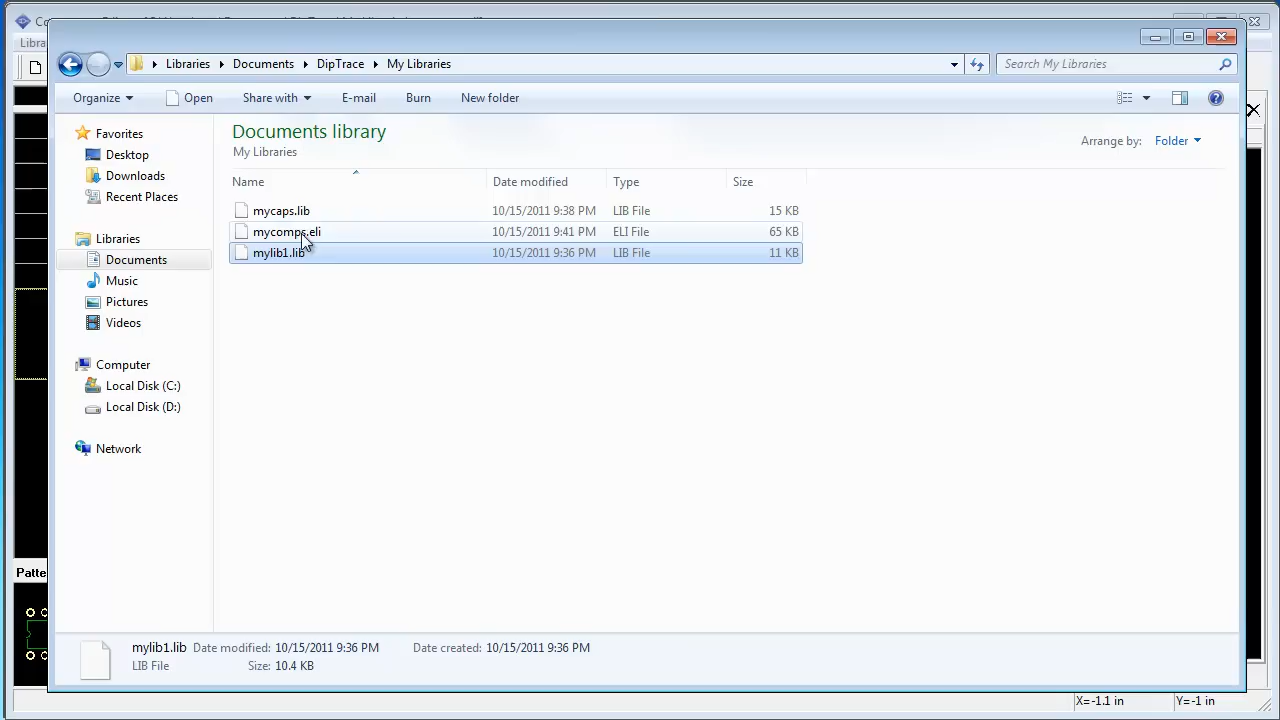 Co
Libra
Libraries Documents DipTrace My Libraries
Search My Libraries
Organize Open Share with E-mail Burn New folder
Favorites
Desktop
Downloads
Recent Places
Libraries
Documents
Music
Pictures
Videos
Computer
Local Disk (C:)
Local Disk (D:)
Network
Documents library
My Libraries
Arrange by: Folder
Name Date modified Type Size
mycaps.lib 10/15/2011 9:38 PM LIB File 15 KB
mycomps.eli 10/15/2011 9:41 PM ELI File 65 KB
mylib1.lib 10/15/2011 9:36 PM LIB File 11 KB
Patte
mylib1.lib Date modified: 10/15/2011 9:36 PM Date created: 10/15/2011 9:36 PM
LIB File Size: 10.4 KB
X=-1.1 in Y=-1 in